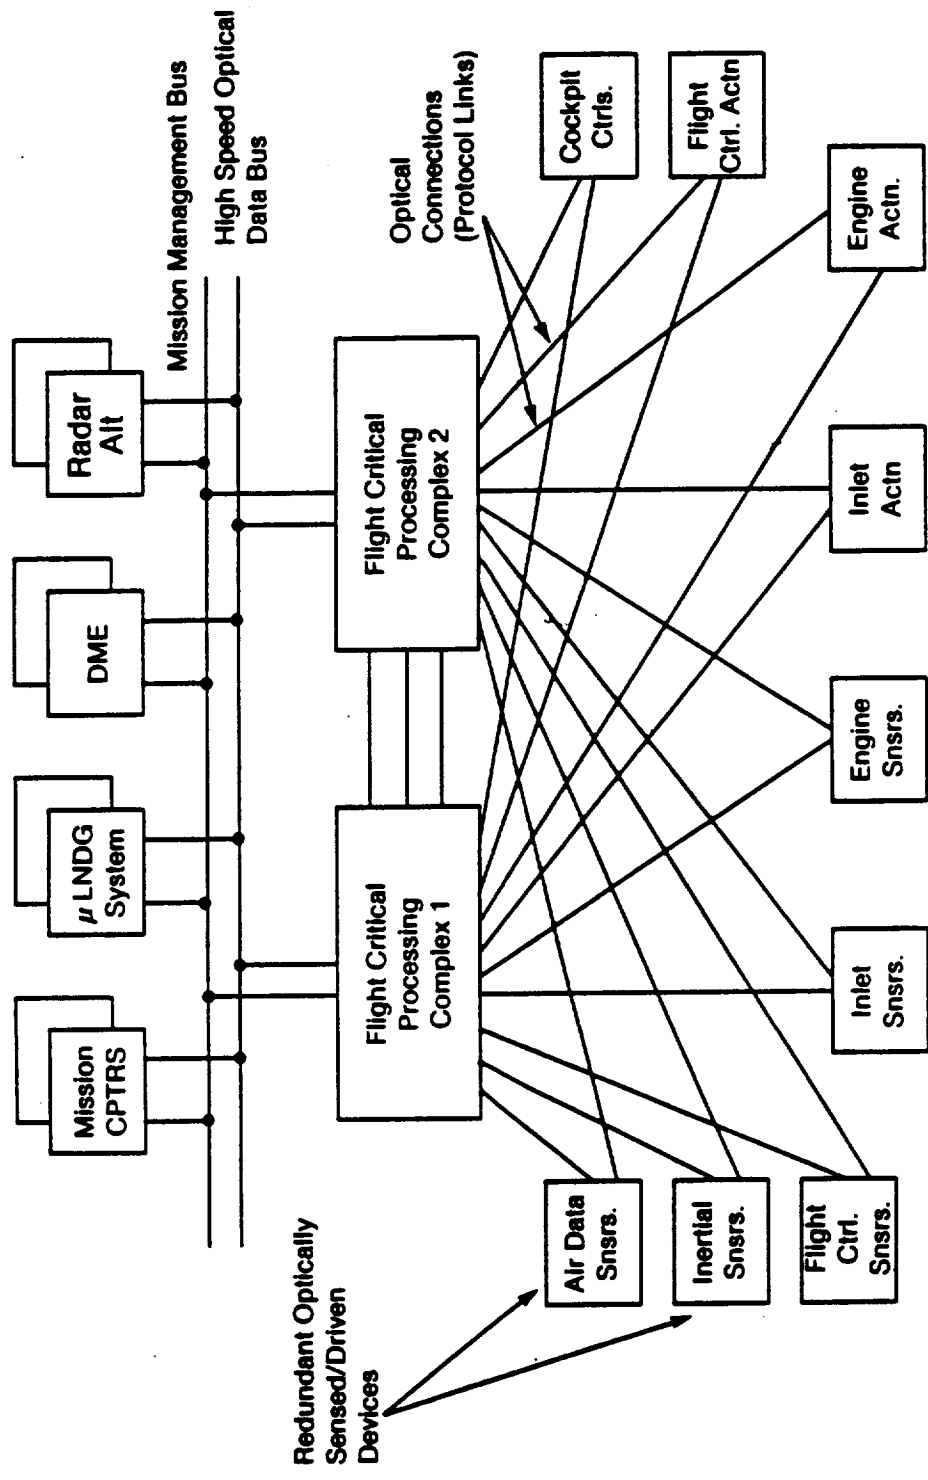 Mission
CPTRS
μ LNDG
System
DME
Radar
Alt
Mission Management Bus
High Speed Optical
Data Bus
Flight Critical
Processing
Complex 1
Flight Critical
Processing
Complex 2
Optical
Connections
(Protocol Links)
Redundant Optically
Sensed/Driven
Devices
Air Data
Snsrs.
Inertial
Snsrs.
Flight
Ctrl.
Snsrs.
Inlet
Snsrs.
Engine
Snsrs.
Inlet
Actn
Engine
Actn.
Flight
Ctrl. Actn
Cockpit
Ctrls.